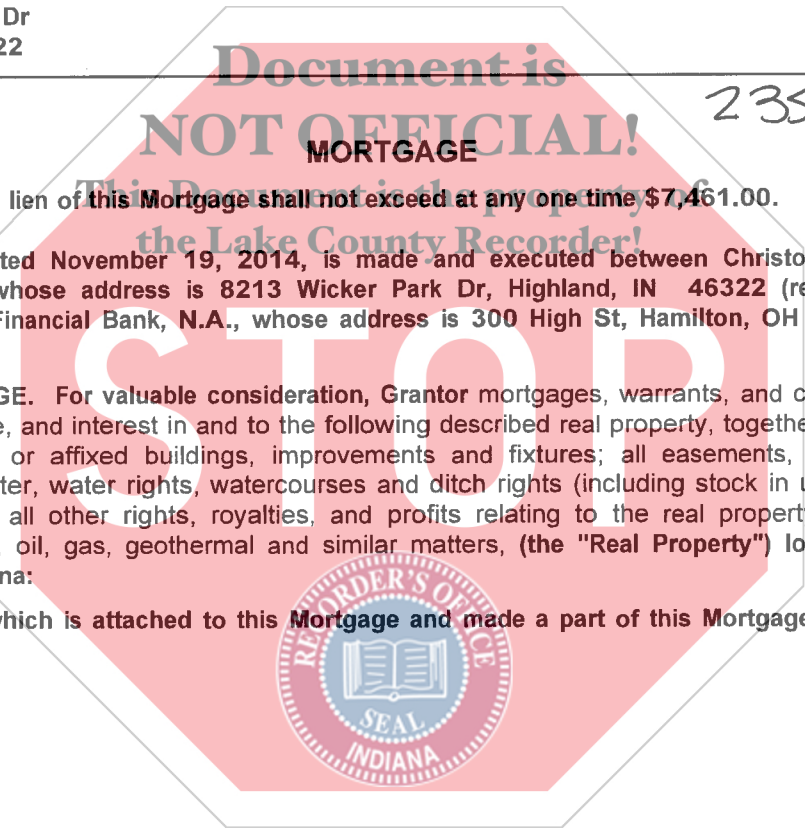 Dr
22
Document is
235
NOT OFFICIAL!
MORTGAGE
This Document is the property of
lien of this Mortgage shall not exceed at any one time $7,461.00.
the Lake County Recorder!
ted November 19, 2014, is made and executed between Christo
whose address is 8213 Wicker Park Dr, Highland, IN 46322 (re
Financial Bank, N.A., whose address is 300 High St, Hamilton, OH
GE. For valuable consideration, Grantor mortgages, warrants, and c
e, and interest in and to the following described real property, togethe
or affixed buildings, improvements and fixtures; all easements,
ter, water rights, watercourses and ditch rights (including stock in u
all other rights, royalties, and profits relating to the real property
oil, gas, geothermal and similar matters, (the "Real Property") lo
na:
which is attached to this Mortgage and made a part of this Mortgage
STOP
RECORDER'S OFFICE
SEAL
INDIANA